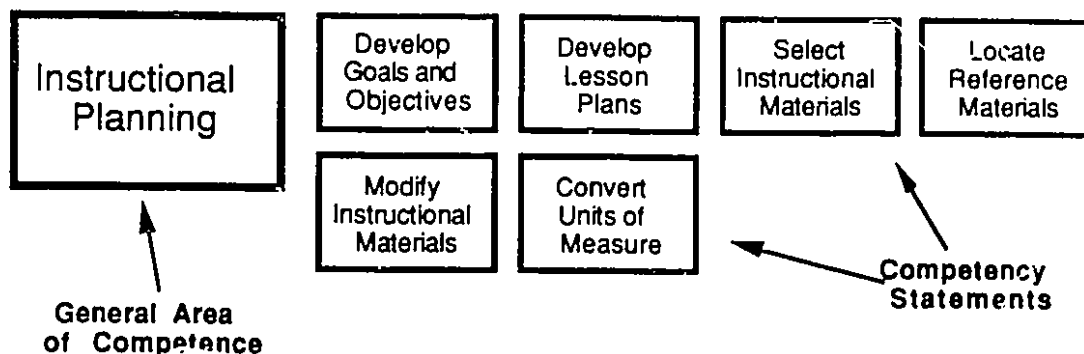 Instructional
Planning
Develop
Goals and
Objectives
Develop
Lesson
Plans
Select
Instructional
Materials
Locate
Reference
Materials
Modify
Instructional
Materials
Convert
Units of
Measure
General Area
of Competence
Competency
Statements